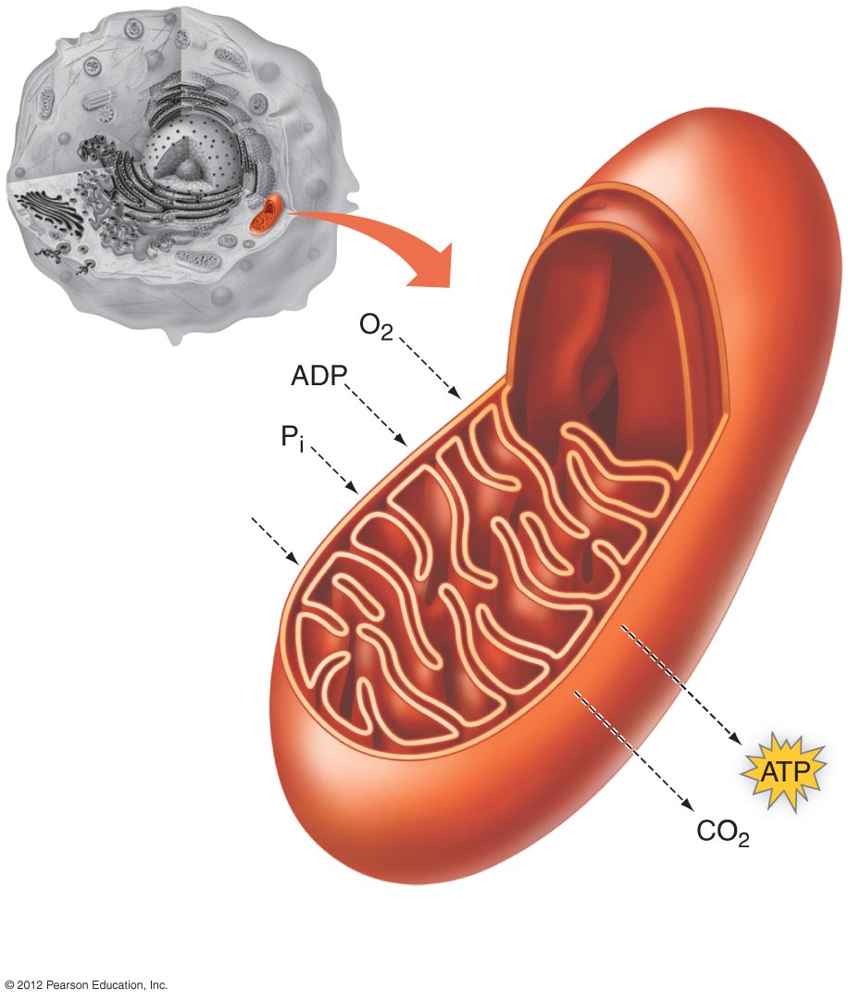 O₂
ADP
Pᵢ
ATP
CO₂
© 2012 Pearson Education, Inc.